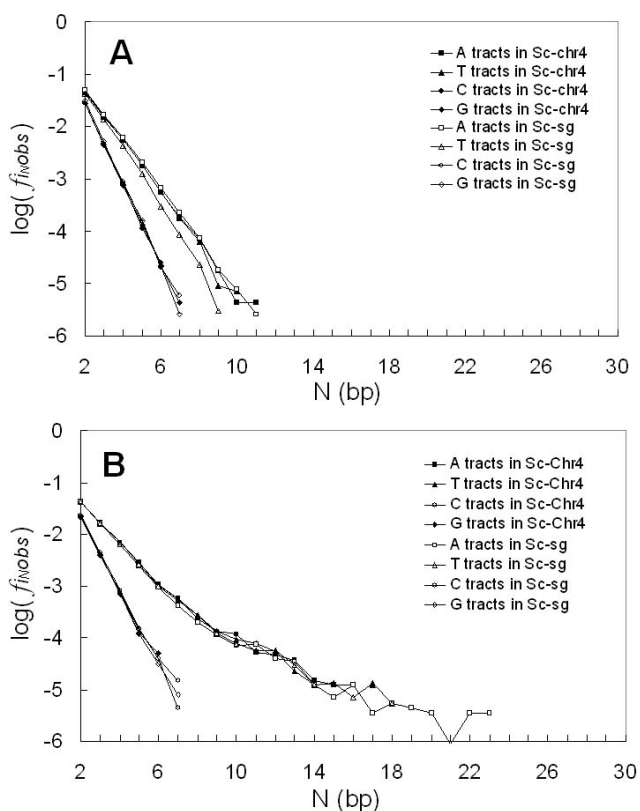 A
log( fiNobs)
0
-1
-2
-3
-4
-5
-6
2 6 10 14 18 22 26 30
N (bp)
A tracts in Sc-chr4
T tracts in Sc-chr4
C tracts in Sc-chr4
G tracts in Sc-chr4
A tracts in Sc-sg
T tracts in Sc-sg
C tracts in Sc-sg
G tracts in Sc-sg
B
log( fiNobs)
0
-1
-2
-3
-4
-5
-6
2 6 10 14 18 22 26 30
N (bp)
A tracts in Sc-Chr4
T tracts in Sc-Chr4
C tracts in Sc-Chr4
G tracts in Sc-Chr4
A tracts in Sc-sg
T tracts in Sc-sg
C tracts in Sc-sg
G tracts in Sc-sg